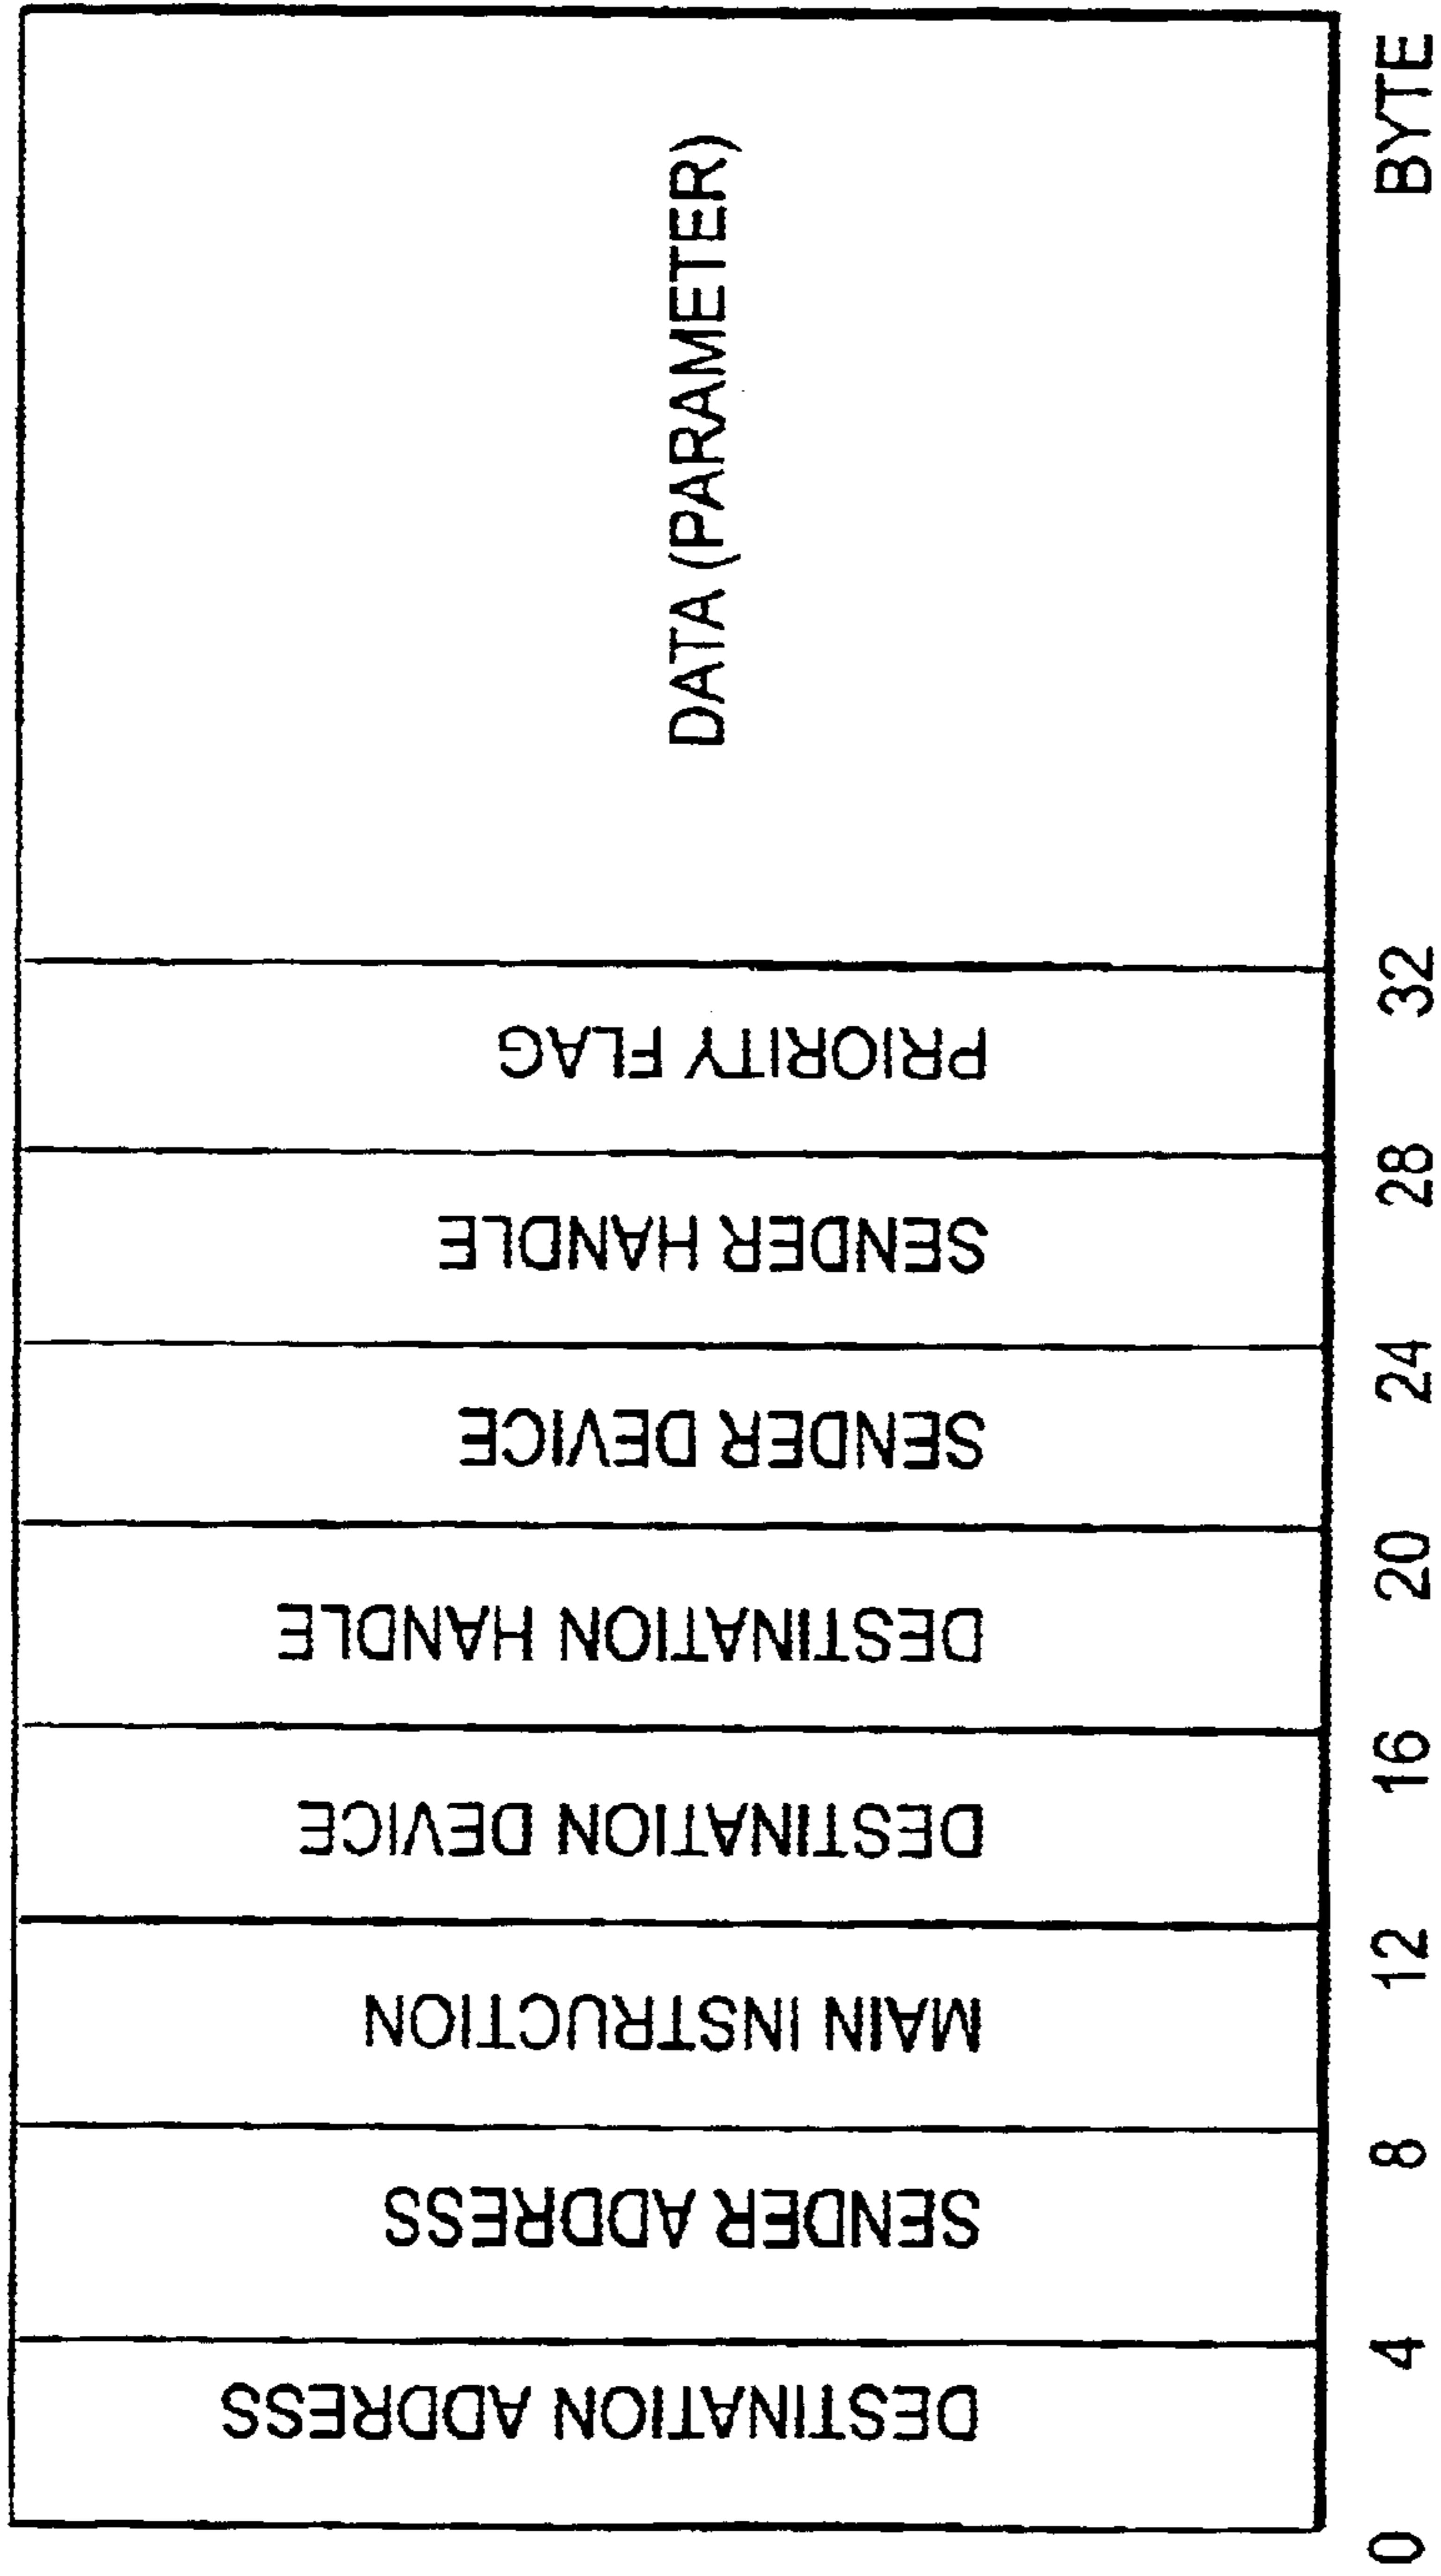 DESTINATION ADDRESS
SENDER ADDRESS
MAIN INSTRUCTION
DESTINATION DEVICE
DESTINATION HANDLE
SENDER DEVICE
SENDER HANDLE
PRIORITY FLAG
DATA (PARAMETER)
0 4 8 12 16 20 24 28 32 BYTE